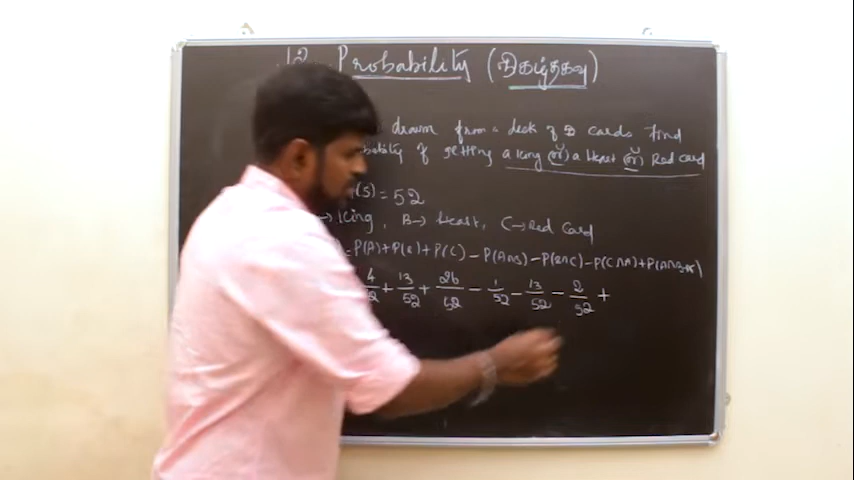 12 Probability (நிகழ்தகவு)
drawn from a deck of 52 cards find
of getting a king (or) a Heart (or) Red card
(S) = 52
→ King, B → Heart, C → Red Card
= P(A) + P(B) + P(C) - P(A∩B) - P(B∩C) - P(C∩A) + P(A∩B∩C)
4/52 + 13/52 + 26/52 - 1/52 - 13/52 - 2/52 +